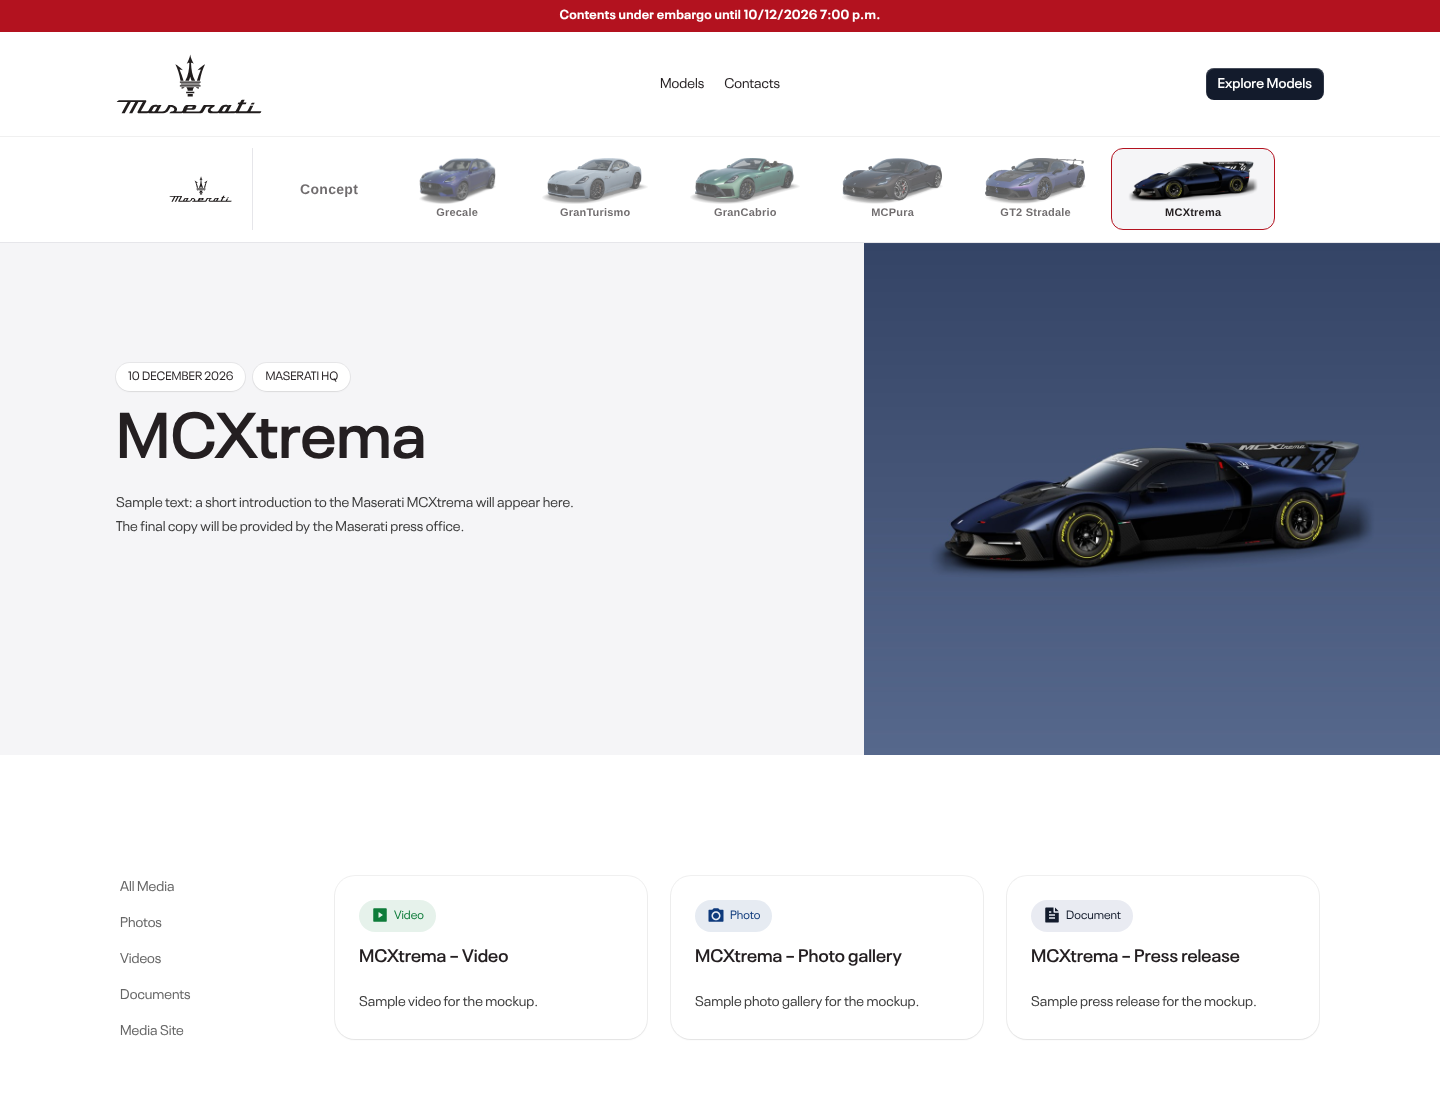 Contents under embargo until 10/12/2026 7:00 p.m.
Maserati
Models
Contacts
Explore Models
Maserati
Concept
Grecale
GranTurismo
GranCabrio
MCPura
GT2 Stradale
MCXtrema
10 DECEMBER 2026
MASERATI HQ
MCXtrema
Sample text: a short introduction to the Maserati MCXtrema will appear here.
The final copy will be provided by the Maserati press office.
MCXtrema
All Media
Photos
Videos
Documents
Media Site
Video
MCXtrema – Video
Sample video for the mockup.
Photo
MCXtrema – Photo gallery
Sample photo gallery for the mockup.
Document
MCXtrema – Press release
Sample press release for the mockup.